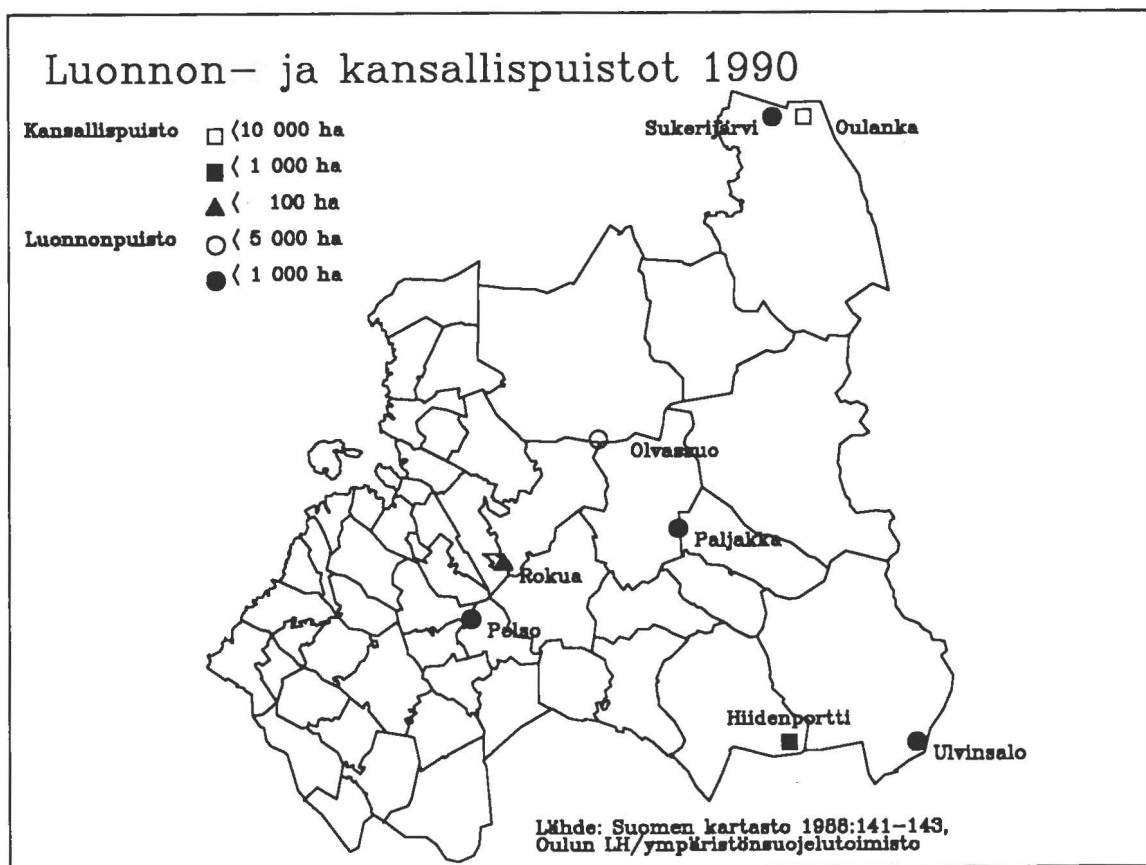 Luonnon- ja kansallispuistot 1990
Kansallispuisto □ <10 000 ha
■ < 1 000 ha
▲ < 100 ha
Luonnonpuisto ○ <5 000 ha
● < 1 000 ha
Sukerijärvi
Oulanka
Olvassuo
Paljakka
Rokua
Pelso
Hiidenportti
Ulvinsalo
Lähde: Suomen kartasto 1988:141-143,
Oulun LH/ympäristönsuojelutoimisto